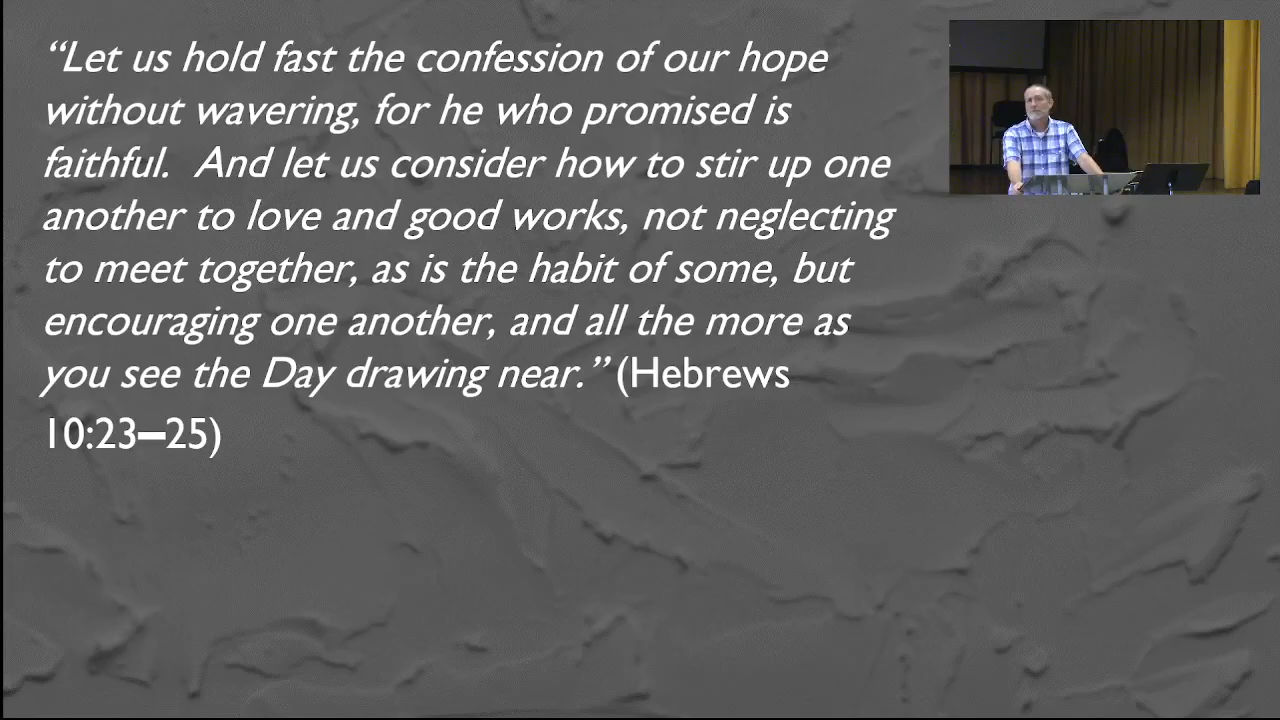 “Let us hold fast the confession of our hope
without wavering, for he who promised is
faithful.  And let us consider how to stir up one
another to love and good works, not neglecting
to meet together, as is the habit of some, but
encouraging one another, and all the more as
you see the Day drawing near.” (Hebrews
10:23–25)